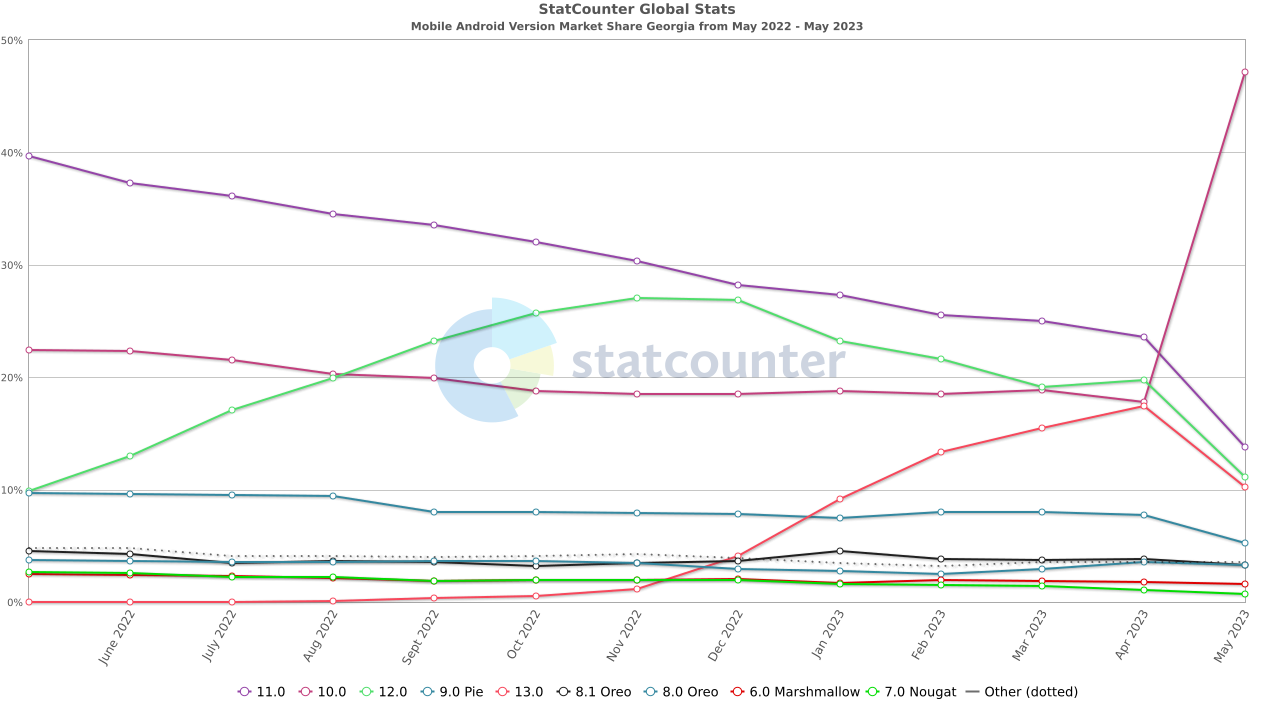 StatCounter Global Stats
Mobile Android Version Market Share Georgia from May 2022 - May 2023
50%
40%
30%
20%
10%
0%
statcounter
June 2022 July 2022 Aug 2022 Sept 2022 Oct 2022 Nov 2022 Dec 2022 Jan 2023 Feb 2023 Mar 2023 Apr 2023 May 2023
11.0 10.0 12.0 9.0 Pie 13.0 8.1 Oreo 8.0 Oreo 6.0 Marshmallow 7.0 Nougat Other (dotted)